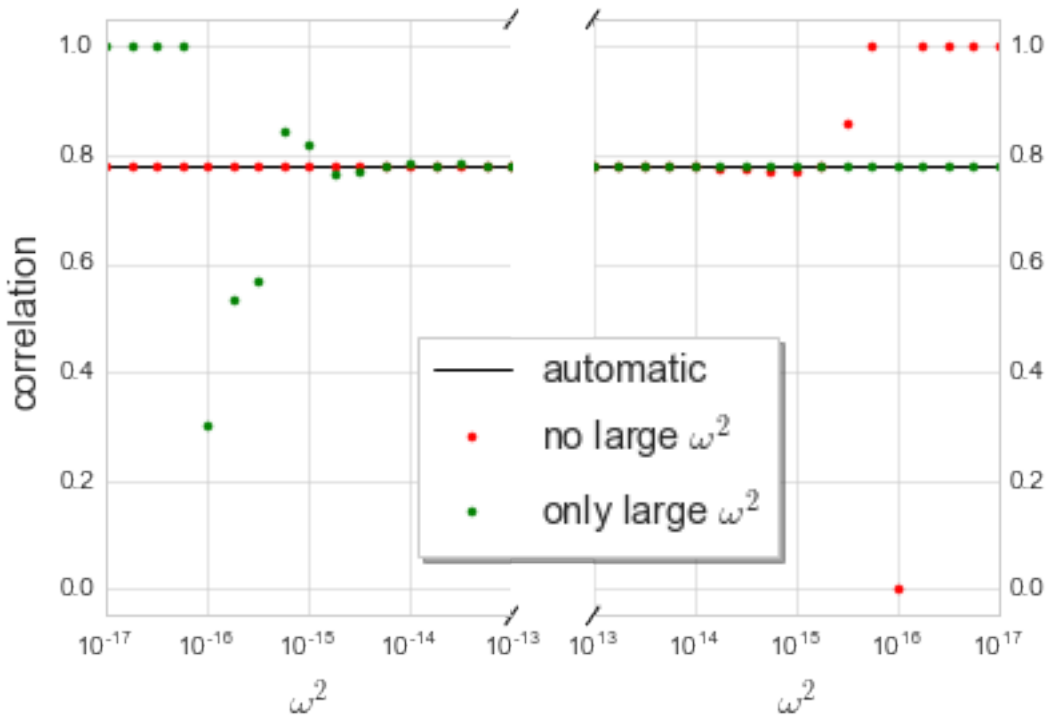 1.0
0.8
0.6
0.4
0.2
0.0
correlation
10⁻¹⁷ 10⁻¹⁶ 10⁻¹⁵ 10⁻¹⁴ 10⁻¹³
ω²
1.0
0.8
0.6
0.4
0.2
0.0
10¹³ 10¹⁴ 10¹⁵ 10¹⁶ 10¹⁷
ω²
automatic
no large ω²
only large ω²